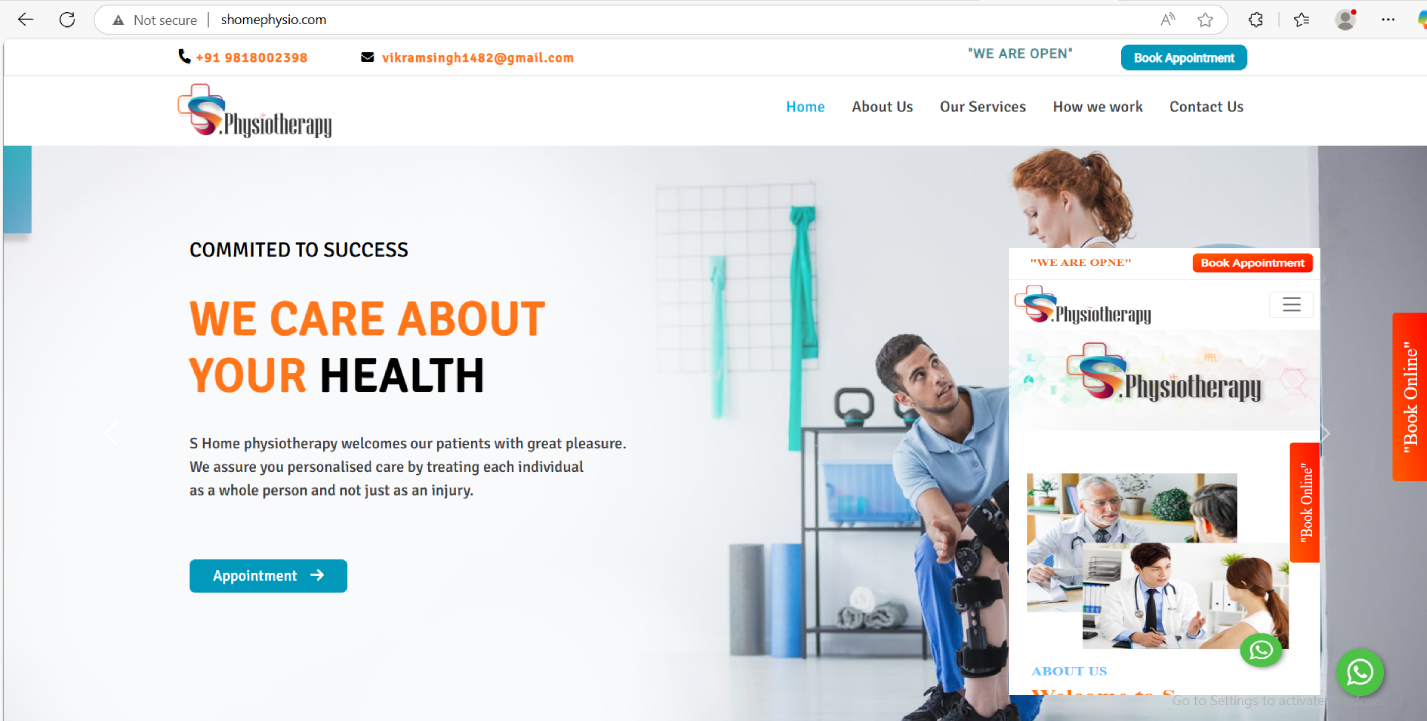 Not secure | shomephysio.com
+91 9818002398
vikramsingh1482@gmail.com
"WE ARE OPEN"
Book Appointment
S.Physiotherapy
Home
About Us
Our Services
How we work
Contact Us
COMMITED TO SUCCESS
WE CARE ABOUT
YOUR HEALTH
S Home physiotherapy welcomes our patients with great pleasure.
We assure you personalised care by treating each individual
as a whole person and not just as an injury.
Appointment
"WE ARE OPNE"
Book Appointment
S.Physiotherapy
S.Physiotherapy
"Book Online"
ABOUT US
Welcome to S
"Book Online"
Go to Settings to activate